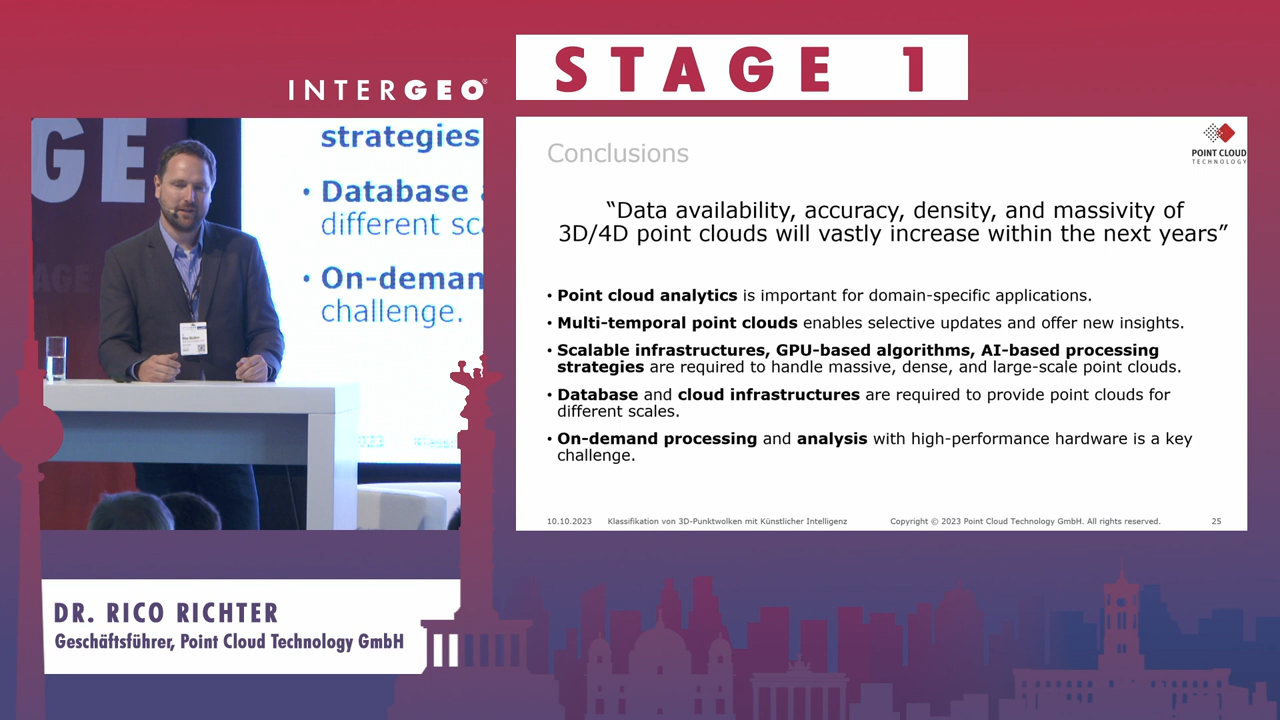 STAGE 1
INTERGEO®
GE
AGE
strategies
• Database
different sc
• On-deman
challenge.
POINT CLOUD
TECHNOLOGY
Conclusions
“Data availability, accuracy, density, and massivity of
3D/4D point clouds will vastly increase within the next years”
• Point cloud analytics is important for domain-specific applications.
• Multi-temporal point clouds enables selective updates and offer new insights.
• Scalable infrastructures, GPU-based algorithms, AI-based processing
strategies are required to handle massive, dense, and large-scale point clouds.
• Database and cloud infrastructures are required to provide point clouds for
different scales.
• On-demand processing and analysis with high-performance hardware is a key
challenge.
10.10.2023 Klassifikation von 3D-Punktwolken mit Künstlicher Intelligenz Copyright © 2023 Point Cloud Technology GmbH. All rights reserved. 25
DR. RICO RICHTER
Geschäftsführer, Point Cloud Technology GmbH